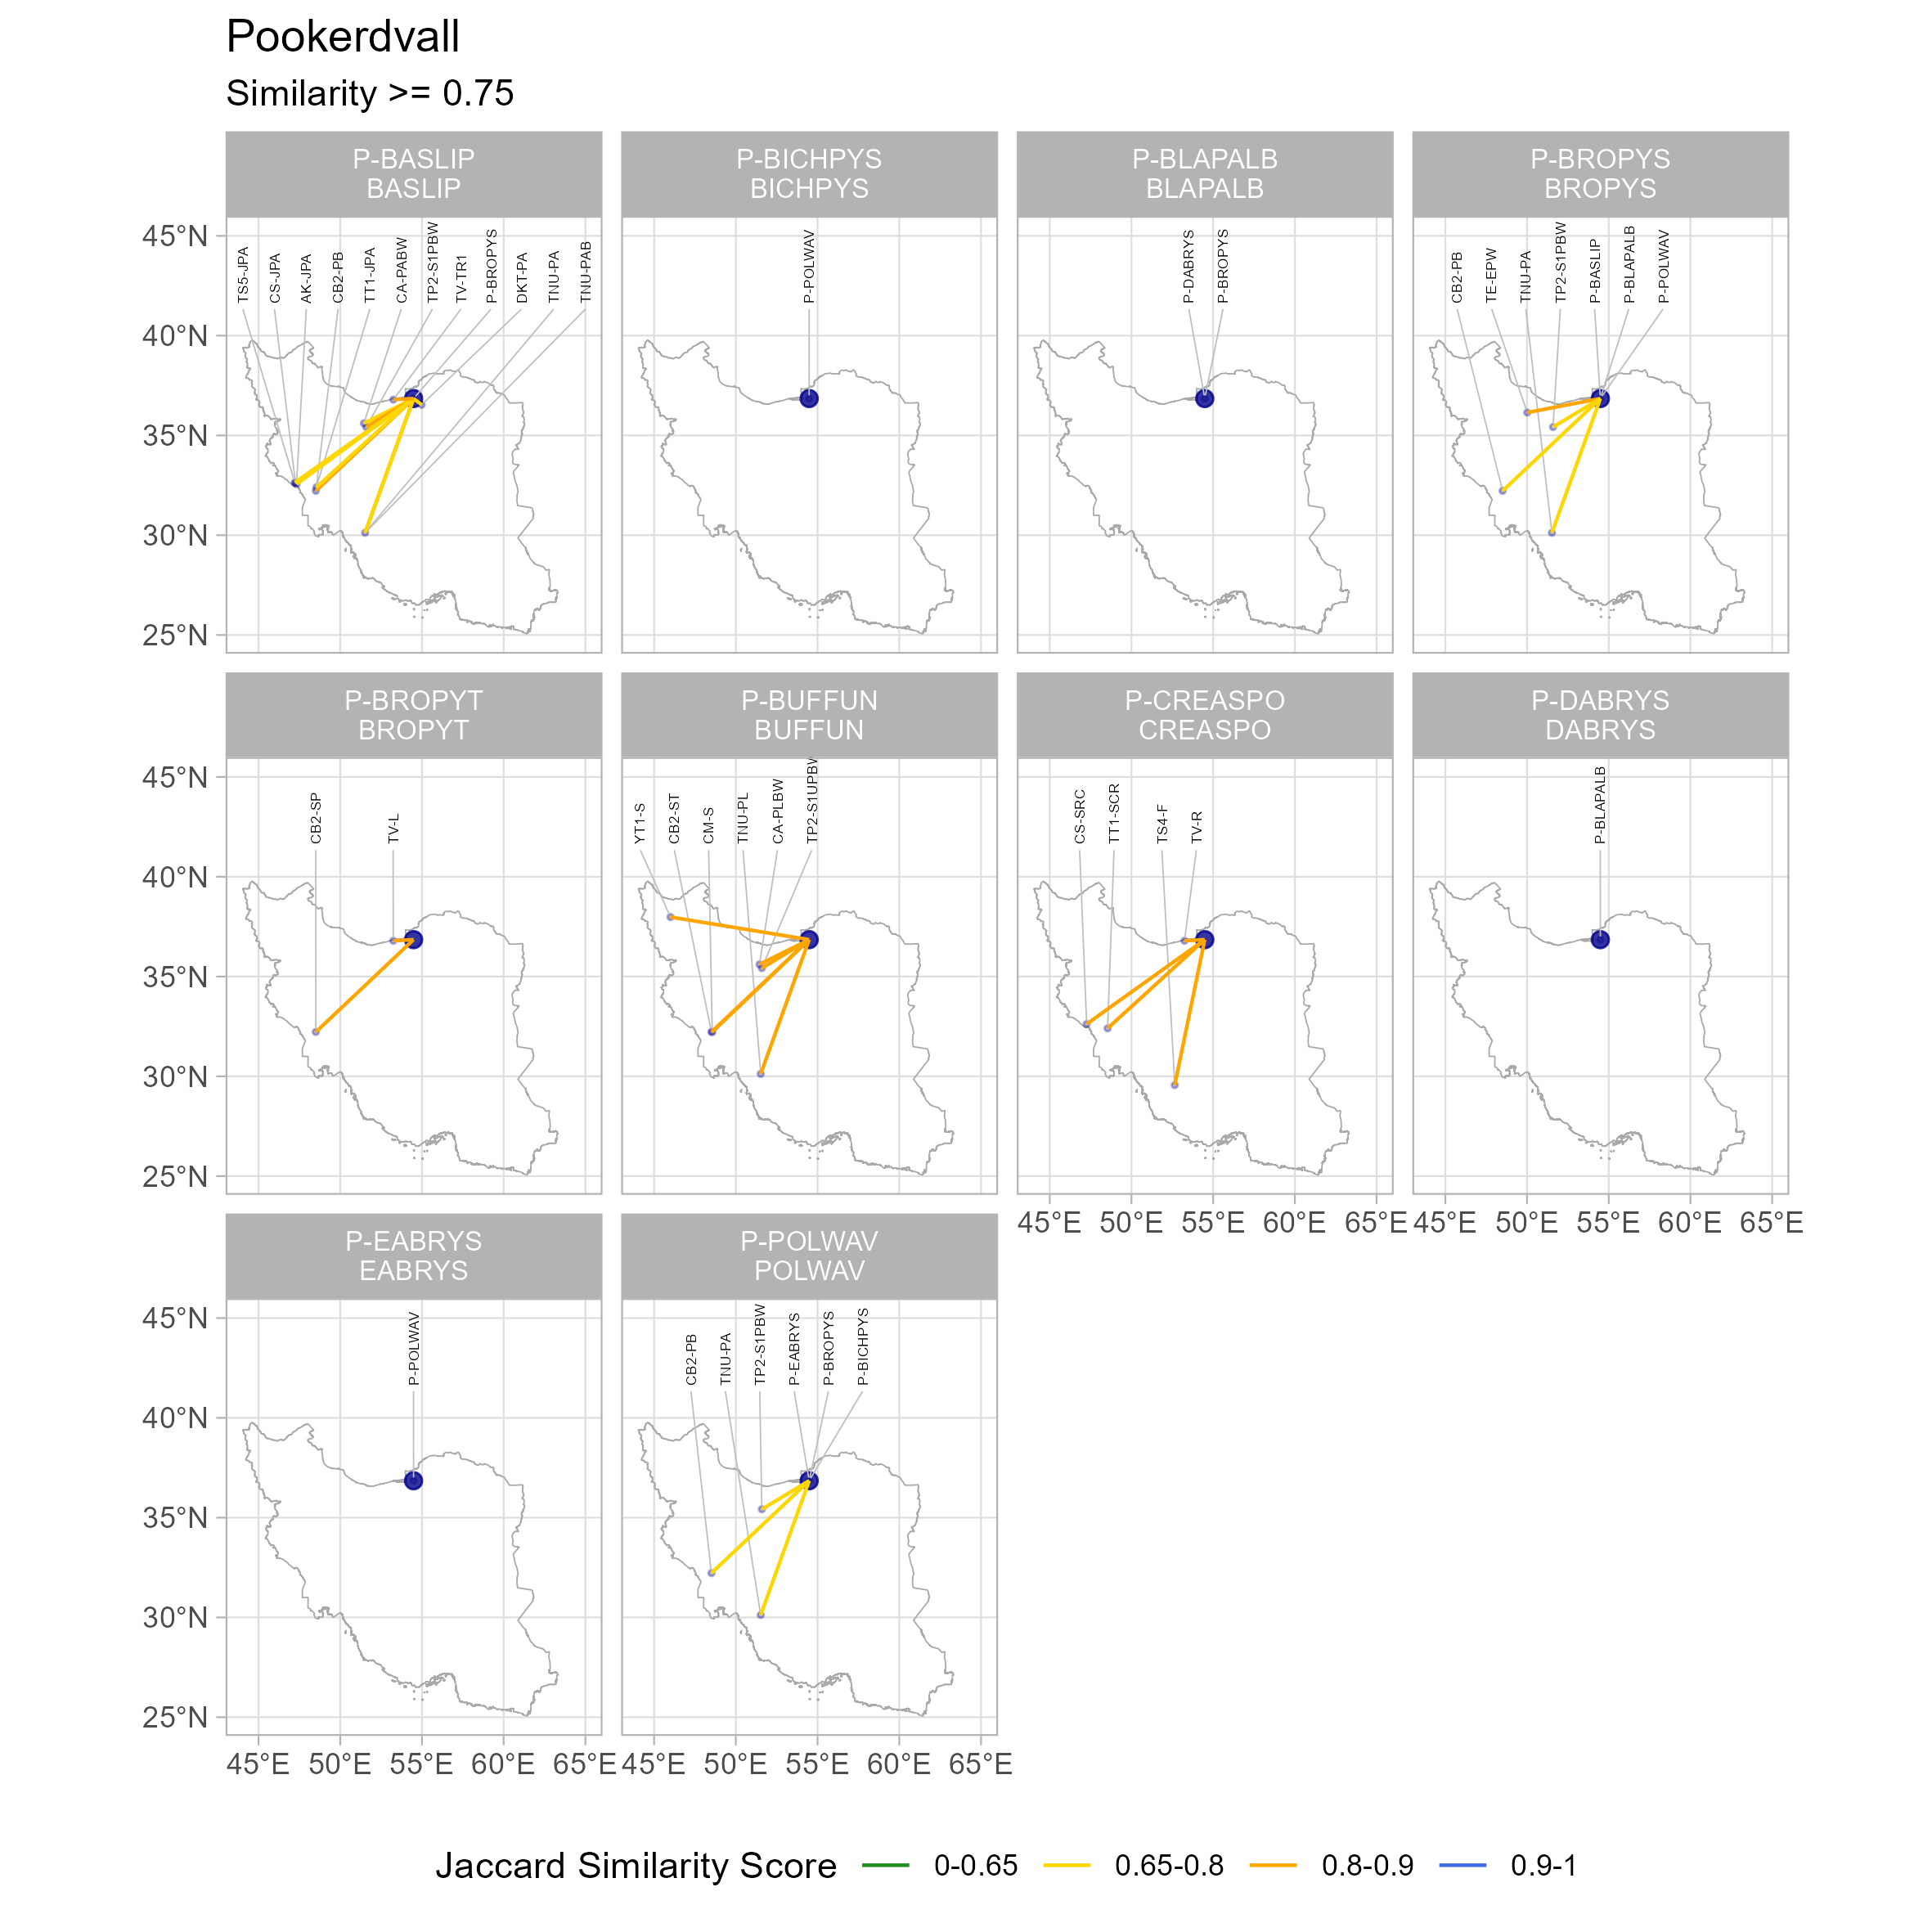 Pookerdvall
Similarity >= 0.75
P-BASLIP
BASLIP
P-BICHPYS
BICHPYS
P-BLAPALB
BLAPALB
P-BROPYS
BROPYS
45°N
40°N
35°N
30°N
25°N
TS5-JPA
CS-JPA
AK-JPA
CB2-PB
TT1-JPA
CA-PABW
TP2-S1PBW
TV-TR1
P-BROPYS
DKT-PA
TNU-PA
TNU-PAB
P-POLWAV
P-DABRYS
P-BROPYS
CB2-PB
TE-EPW
TNU-PA
TP2-S1PBW
P-BASLIP
P-BLAPALB
P-POLWAV
P-BROPYT
BROPYT
P-BUFFUN
BUFFUN
P-CREASPO
CREASPO
P-DABRYS
DABRYS
45°N
40°N
35°N
30°N
25°N
CB2-SP
TV-L
YT1-S
CB2-ST
CM-S
TNU-PL
CA-PLBW
TP2-S1UPBW
CS-SRC
TT1-SCR
TS4-F
TV-R
P-BLAPALB
45°E 50°E 55°E 60°E 65°E
45°E 50°E 55°E 60°E 65°E
P-EABRYS
EABRYS
P-POLWAV
POLWAV
45°N
40°N
35°N
30°N
25°N
P-POLWAV
CB2-PB
TNU-PA
TP2-S1PBW
P-EABRYS
P-BROPYS
P-BICHPYS
45°E 50°E 55°E 60°E 65°E
45°E 50°E 55°E 60°E 65°E
Jaccard Similarity Score 0-0.65 0.65-0.8 0.8-0.9 0.9-1